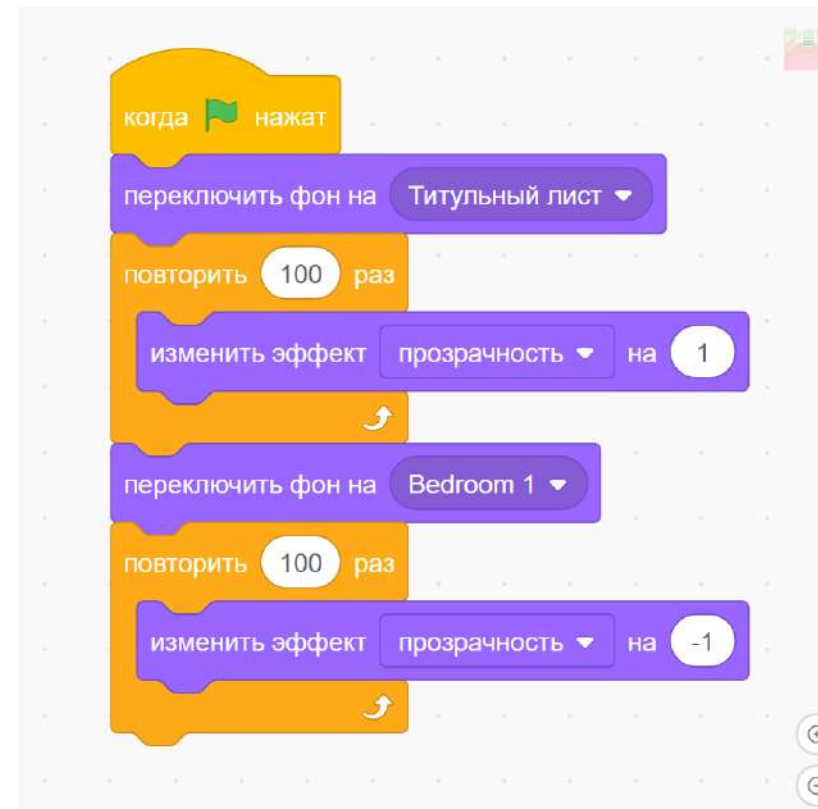 когда нажат
переключить фон на Титульный лист
повторить 100 раз
изменить эффект прозрачность на 1
переключить фон на Bedroom 1
повторить 100 раз
изменить эффект прозрачность на -1